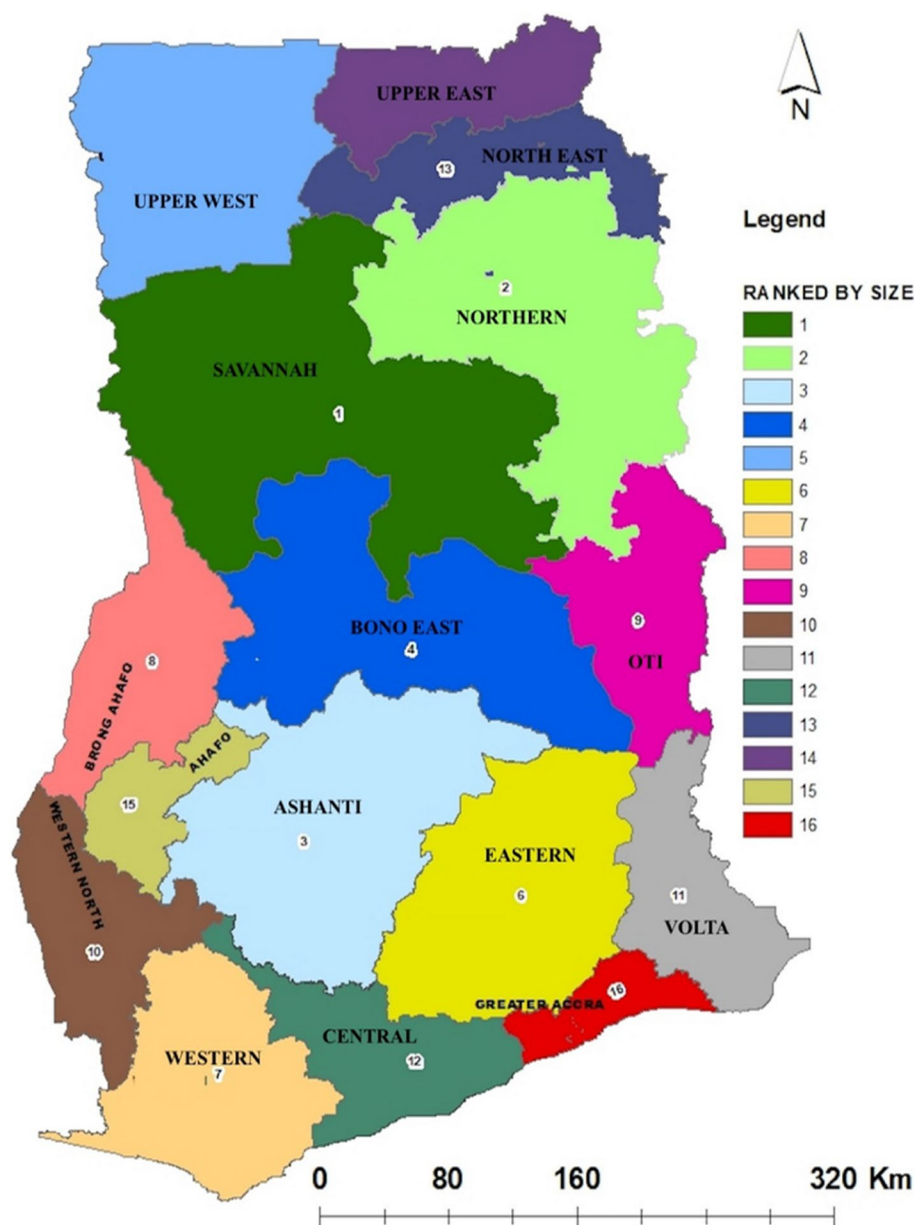 UPPER EAST
N
NORTH EAST
13
UPPER WEST
Legend
2
RANKED BY SIZE
NORTHERN
1
2
SAVANNAH
3
1
4
5
6
7
8
9
10
11
12
13
14
15
16
9
BONO EAST
4
8
OTI
BRONG AHAFO
AHAFO
15
ASHANTI
3
WESTERN NORTH
EASTERN
6
11
VOLTA
10
16
GREATER ACCRA
CENTRAL
12
WESTERN
7
0 80 160 320 Km